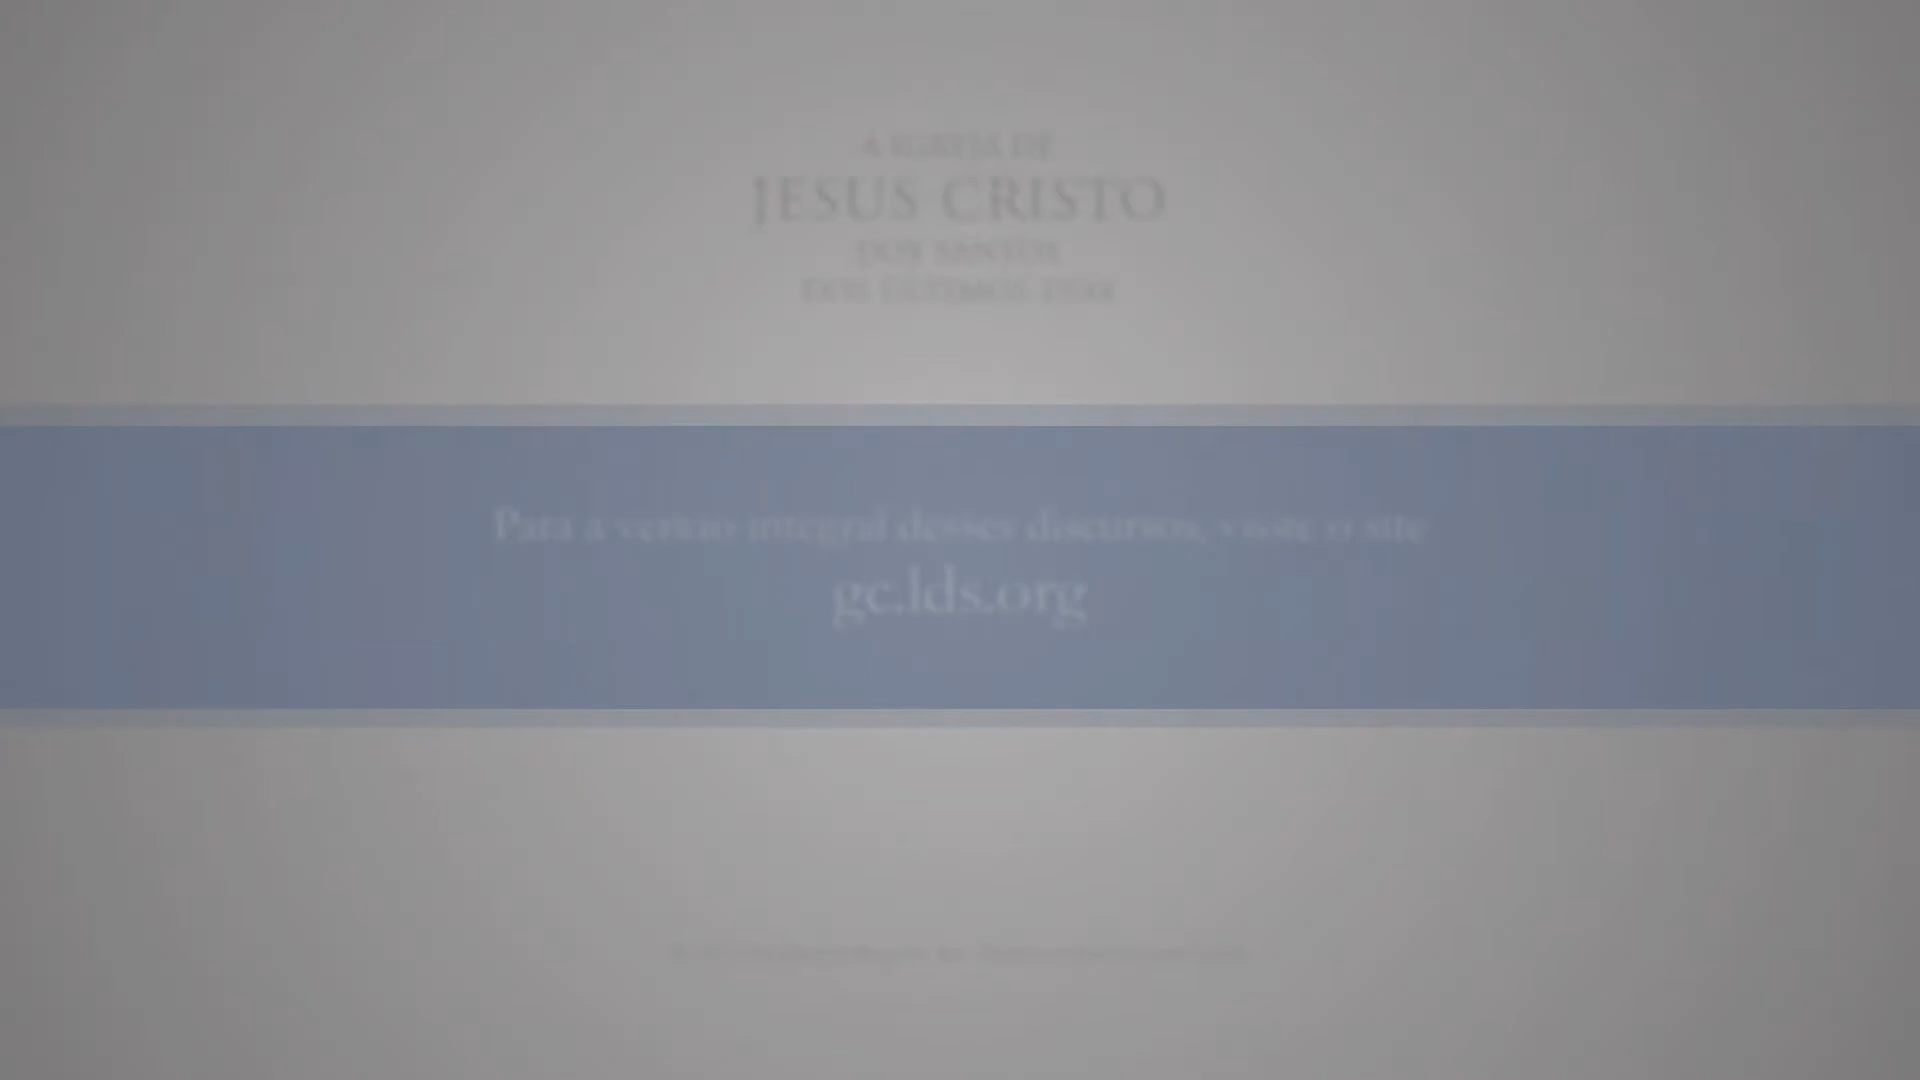 A IGREJA DE
JESUS CRISTO
DOS SANTOS
DOS ÚLTIMOS DIAS
Para a versão integral desses discursos, visite o site
gc.lds.org